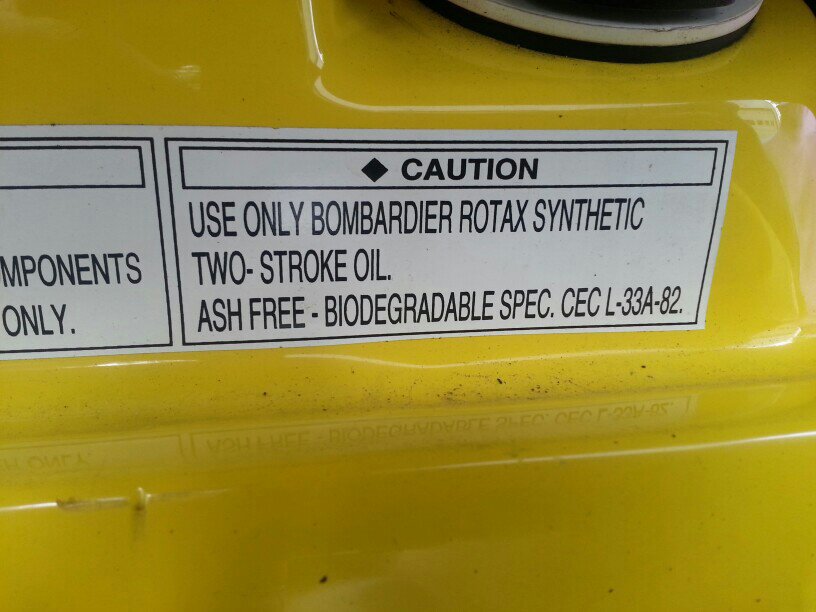 MPONENTS
ONLY.
◆ CAUTION
USE ONLY BOMBARDIER ROTAX SYNTHETIC
TWO- STROKE OIL.
ASH FREE - BIODEGRADABLE SPEC. CEC L-33A-82.